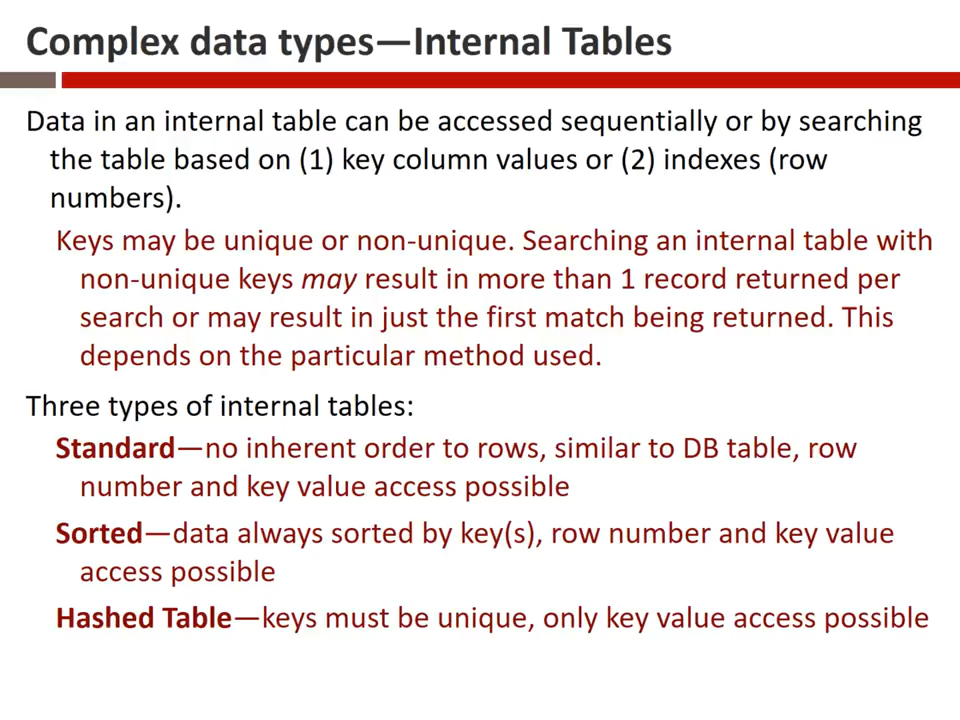 Complex data types—Internal Tables
Data in an internal table can be accessed sequentially or by searching
the table based on (1) key column values or (2) indexes (row
numbers).
Keys may be unique or non-unique. Searching an internal table with
non-unique keys may result in more than 1 record returned per
search or may result in just the first match being returned. This
depends on the particular method used.
Three types of internal tables:
Standard—no inherent order to rows, similar to DB table, row
number and key value access possible
Sorted—data always sorted by key(s), row number and key value
access possible
Hashed Table—keys must be unique, only key value access possible